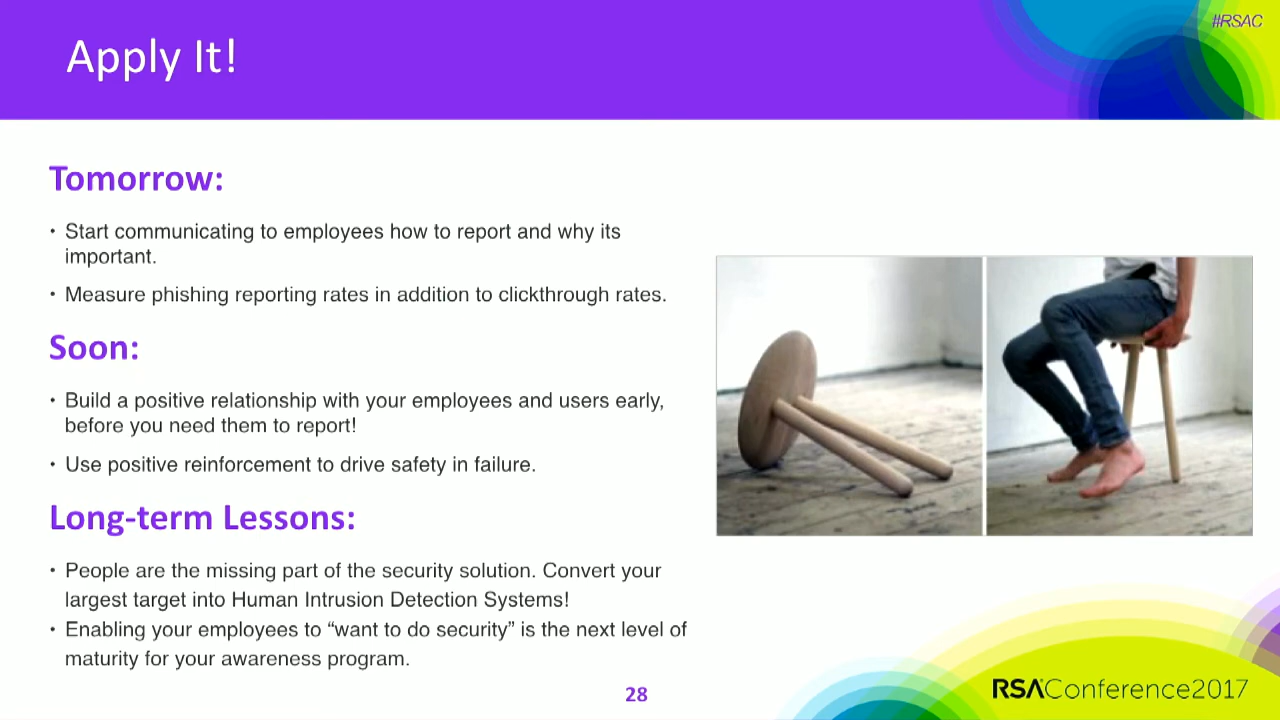 #RSAC
Apply It!
Tomorrow:
• Start communicating to employees how to report and why its
important.
• Measure phishing reporting rates in addition to clickthrough rates.
Soon:
• Build a positive relationship with your employees and users early,
before you need them to report!
• Use positive reinforcement to drive safety in failure.
Long-term Lessons:
• People are the missing part of the security solution. Convert your
largest target into Human Intrusion Detection Systems!
• Enabling your employees to “want to do security” is the next level of
maturity for your awareness program.
28
RSAConference2017